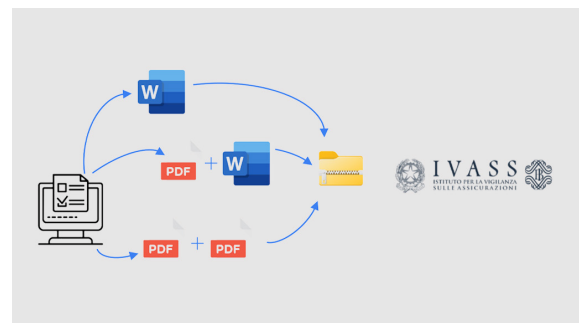 W
PDF
+
W
PDF
+
PDF
IVASS
ISTITUTO PER LA VIGILANZA
SULLE ASSICURAZIONI